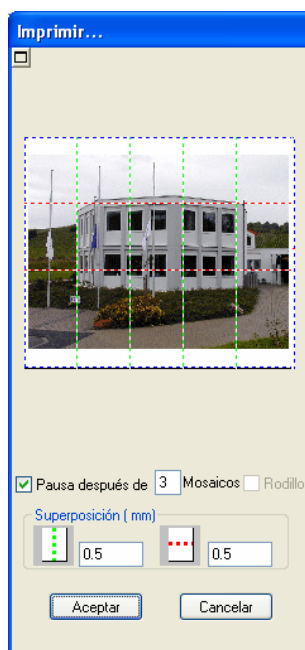 Imprimir...
Pausa después de 3 Mosaicos Rodillo
Superposición ( mm)
0.5 0.5
Aceptar Cancelar